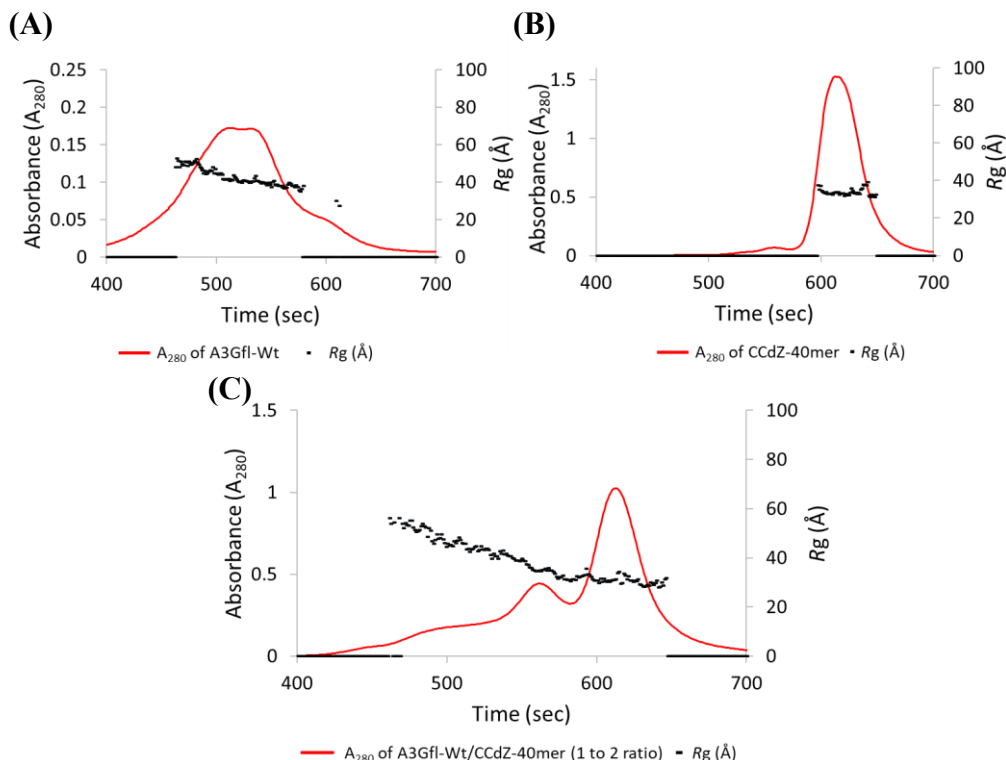 (A)
Absorbance (A₂₈₀)
0.25
0.2
0.15
0.1
0.05
0
100
80
60
40
20
0
Rg (Å)
400 500 600 700
Time (sec)
A₂₈₀ of A3Gfl-Wt Rg (Å)
(B)
Absorbance (A₂₈₀)
1.5
1
0.5
0
100
80
60
40
20
0
Rg (Å)
400 500 600 700
Time (sec)
A₂₈₀ of CCdZ-40mer Rg (Å)
(C)
Absorbance (A₂₈₀)
1.5
1
0.5
0
100
80
60
40
20
0
Rg (Å)
400 500 600 700
Time (sec)
A₂₈₀ of A3Gfl-Wt/CCdZ-40mer (1 to 2 ratio) Rg (Å)